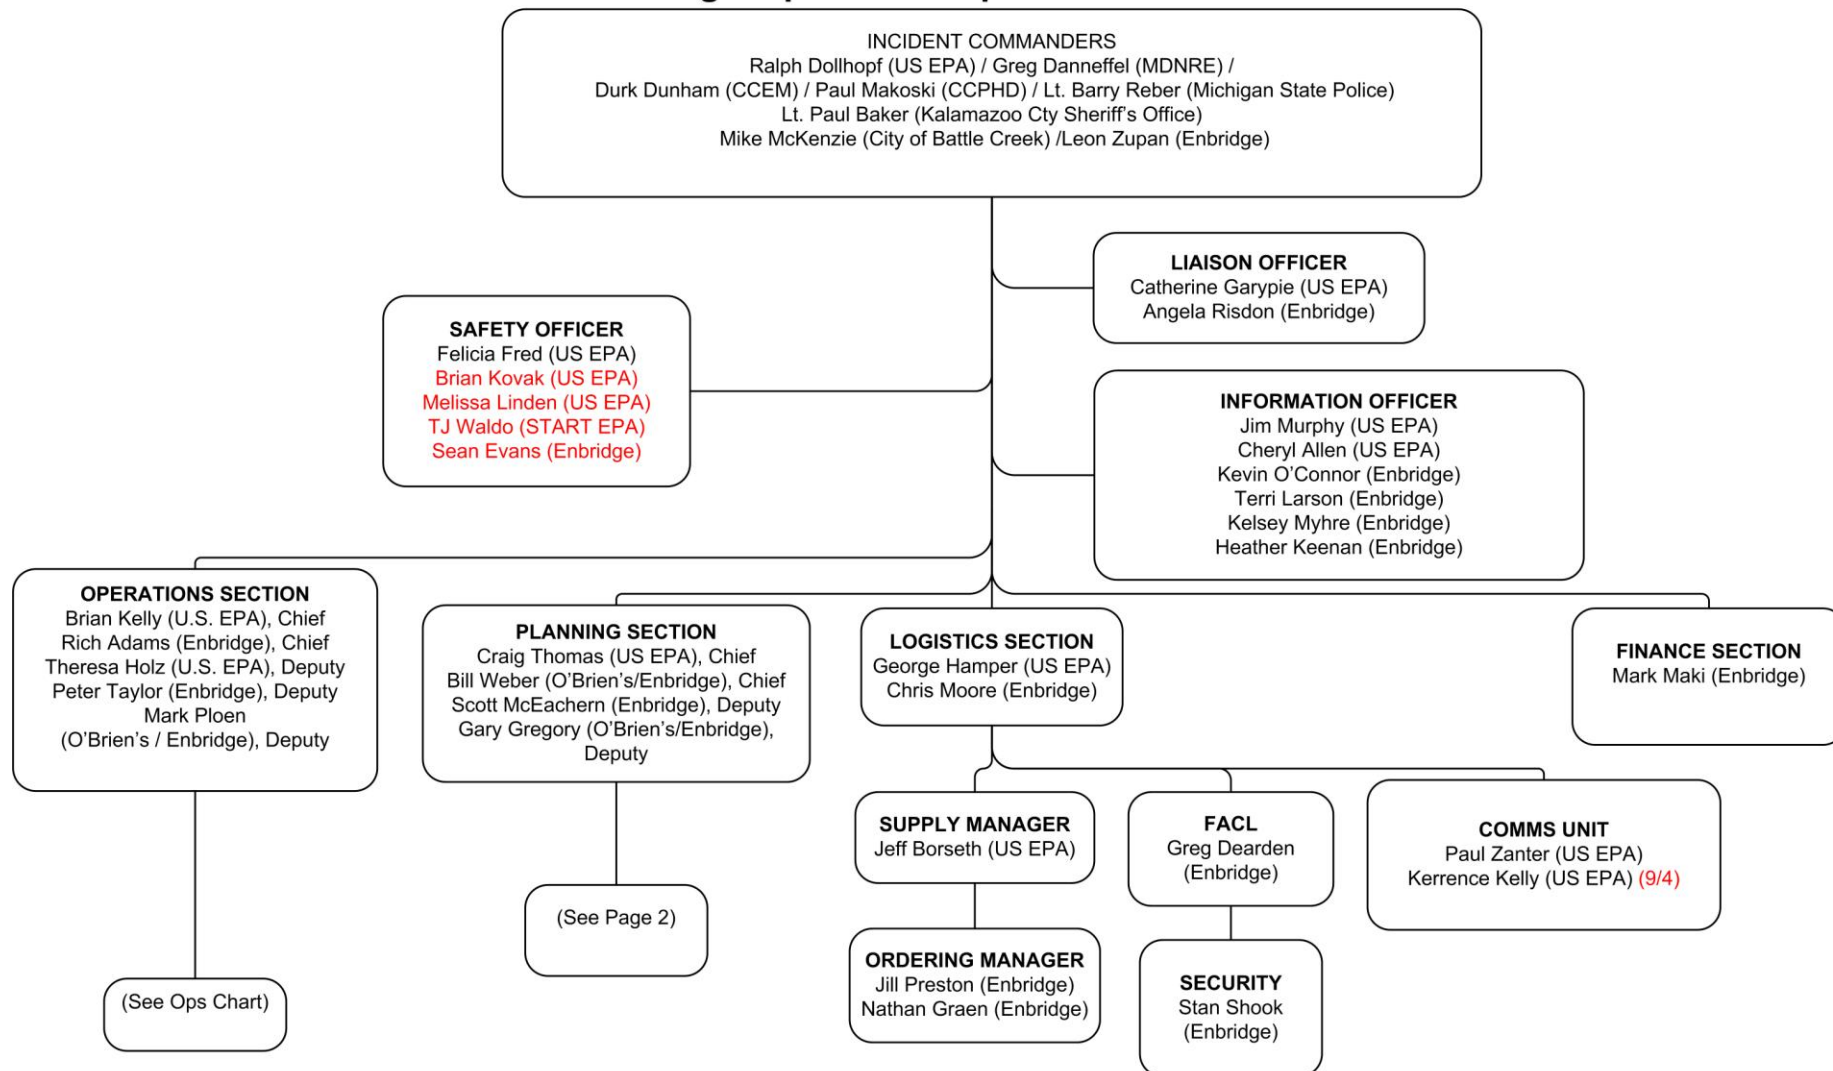 INCIDENT COMMANDERS
Ralph Dollhopf (US EPA) / Greg Danneffel (MDNRE) /
Durk Dunham (CCEM) / Paul Makoski (CCPHD) / Lt. Barry Reber (Michigan State Police)
Lt. Paul Baker (Kalamazoo Cty Sheriff's Office)
Mike McKenzie (City of Battle Creek) /Leon Zupan (Enbridge)
LIAISON OFFICER
Catherine Garypie (US EPA)
Angela Risdon (Enbridge)
SAFETY OFFICER
Felicia Fred (US EPA)
Brian Kovak (US EPA)
Melissa Linden (US EPA)
TJ Waldo (START EPA)
Sean Evans (Enbridge)
INFORMATION OFFICER
Jim Murphy (US EPA)
Cheryl Allen (US EPA)
Kevin O'Connor (Enbridge)
Terri Larson (Enbridge)
Kelsey Myhre (Enbridge)
Heather Keenan (Enbridge)
OPERATIONS SECTION
Brian Kelly (U.S. EPA), Chief
Rich Adams (Enbridge), Chief
Theresa Holz (U.S. EPA), Deputy
Peter Taylor (Enbridge), Deputy
Mark Ploen
(O'Brien's / Enbridge), Deputy
PLANNING SECTION
Craig Thomas (US EPA), Chief
Bill Weber (O'Brien's/Enbridge), Chief
Scott McEachern (Enbridge), Deputy
Gary Gregory (O'Brien's/Enbridge),
Deputy
LOGISTICS SECTION
George Hamper (US EPA)
Chris Moore (Enbridge)
FINANCE SECTION
Mark Maki (Enbridge)
SUPPLY MANAGER
Jeff Borseth (US EPA)
FACL
Greg Dearden
(Enbridge)
COMMS UNIT
Paul Zanter (US EPA)
Kerrence Kelly (US EPA) (9/4)
(See Page 2)
ORDERING MANAGER
Jill Preston (Enbridge)
Nathan Graen (Enbridge)
SECURITY
Stan Shook
(Enbridge)
(See Ops Chart)